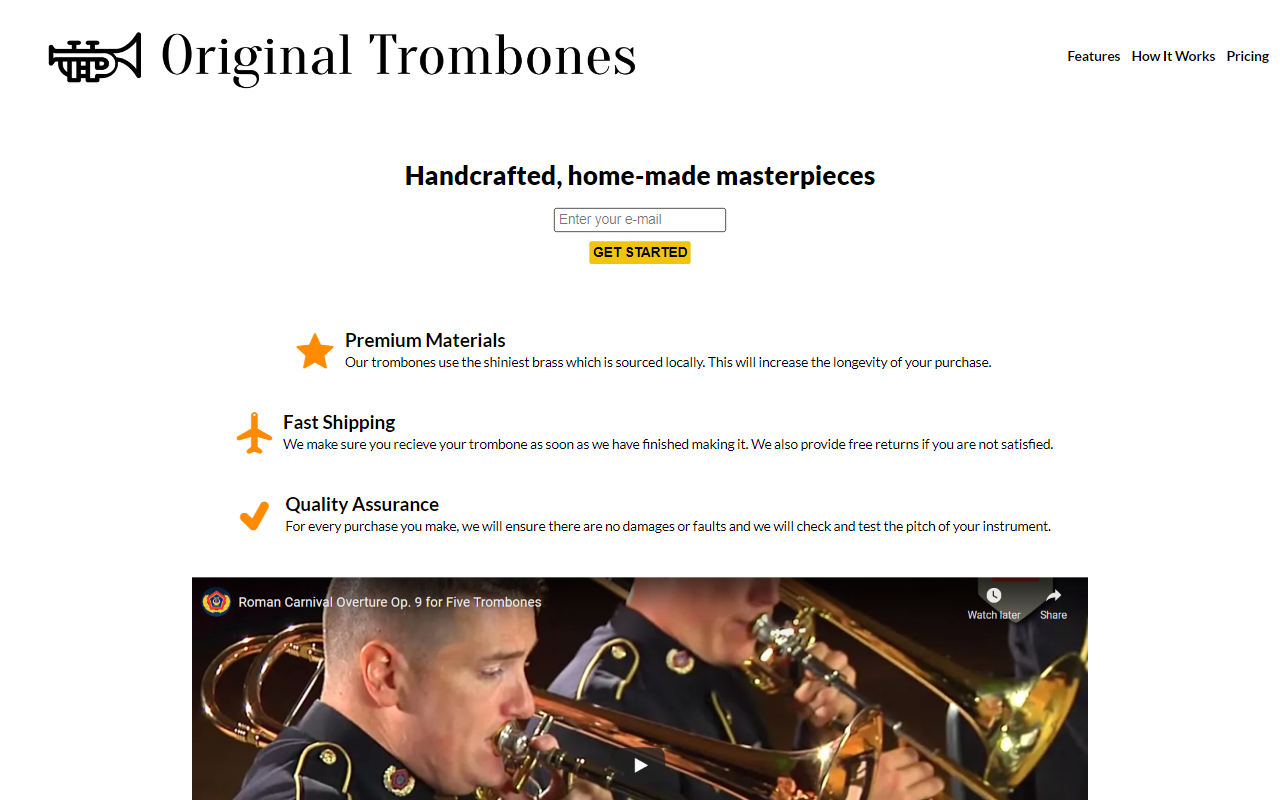 Original Trombones
Features How It Works Pricing
Handcrafted, home-made masterpieces
Enter your e-mail
GET STARTED
Premium Materials
Our trombones use the shiniest brass which is sourced locally. This will increase the longevity of your purchase.
Fast Shipping
We make sure you recieve your trombone as soon as we have finished making it. We also provide free returns if you are not satisfied.
Quality Assurance
For every purchase you make, we will ensure there are no damages or faults and we will check and test the pitch of your instrument.
Roman Carnival Overture Op. 9 for Five Trombones
Watch later Share